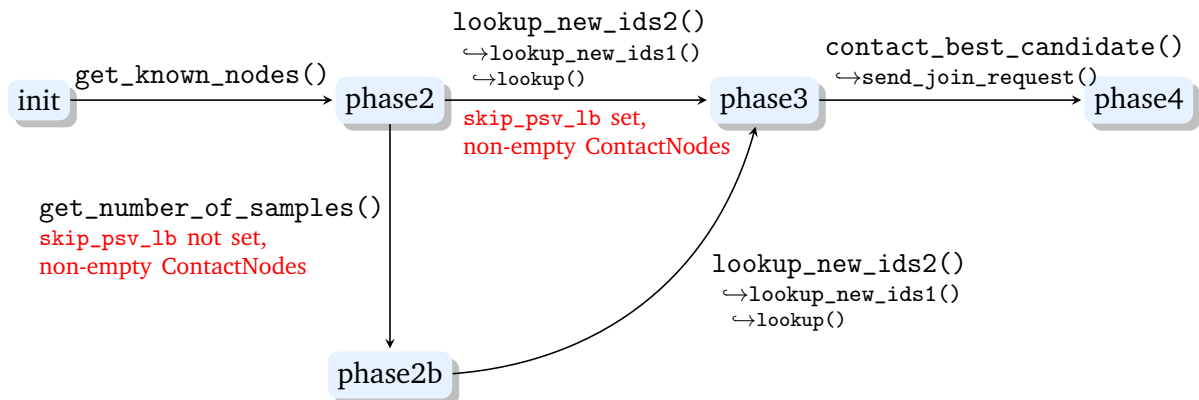 init
get_known_nodes()
phase2
lookup_new_ids2()
↪lookup_new_ids1()
↪lookup()
skip_psv_lb set,
non-empty ContactNodes
phase3
contact_best_candidate()
↪send_join_request()
phase4
get_number_of_samples()
skip_psv_lb not set,
non-empty ContactNodes
lookup_new_ids2()
↪lookup_new_ids1()
↪lookup()
phase2b